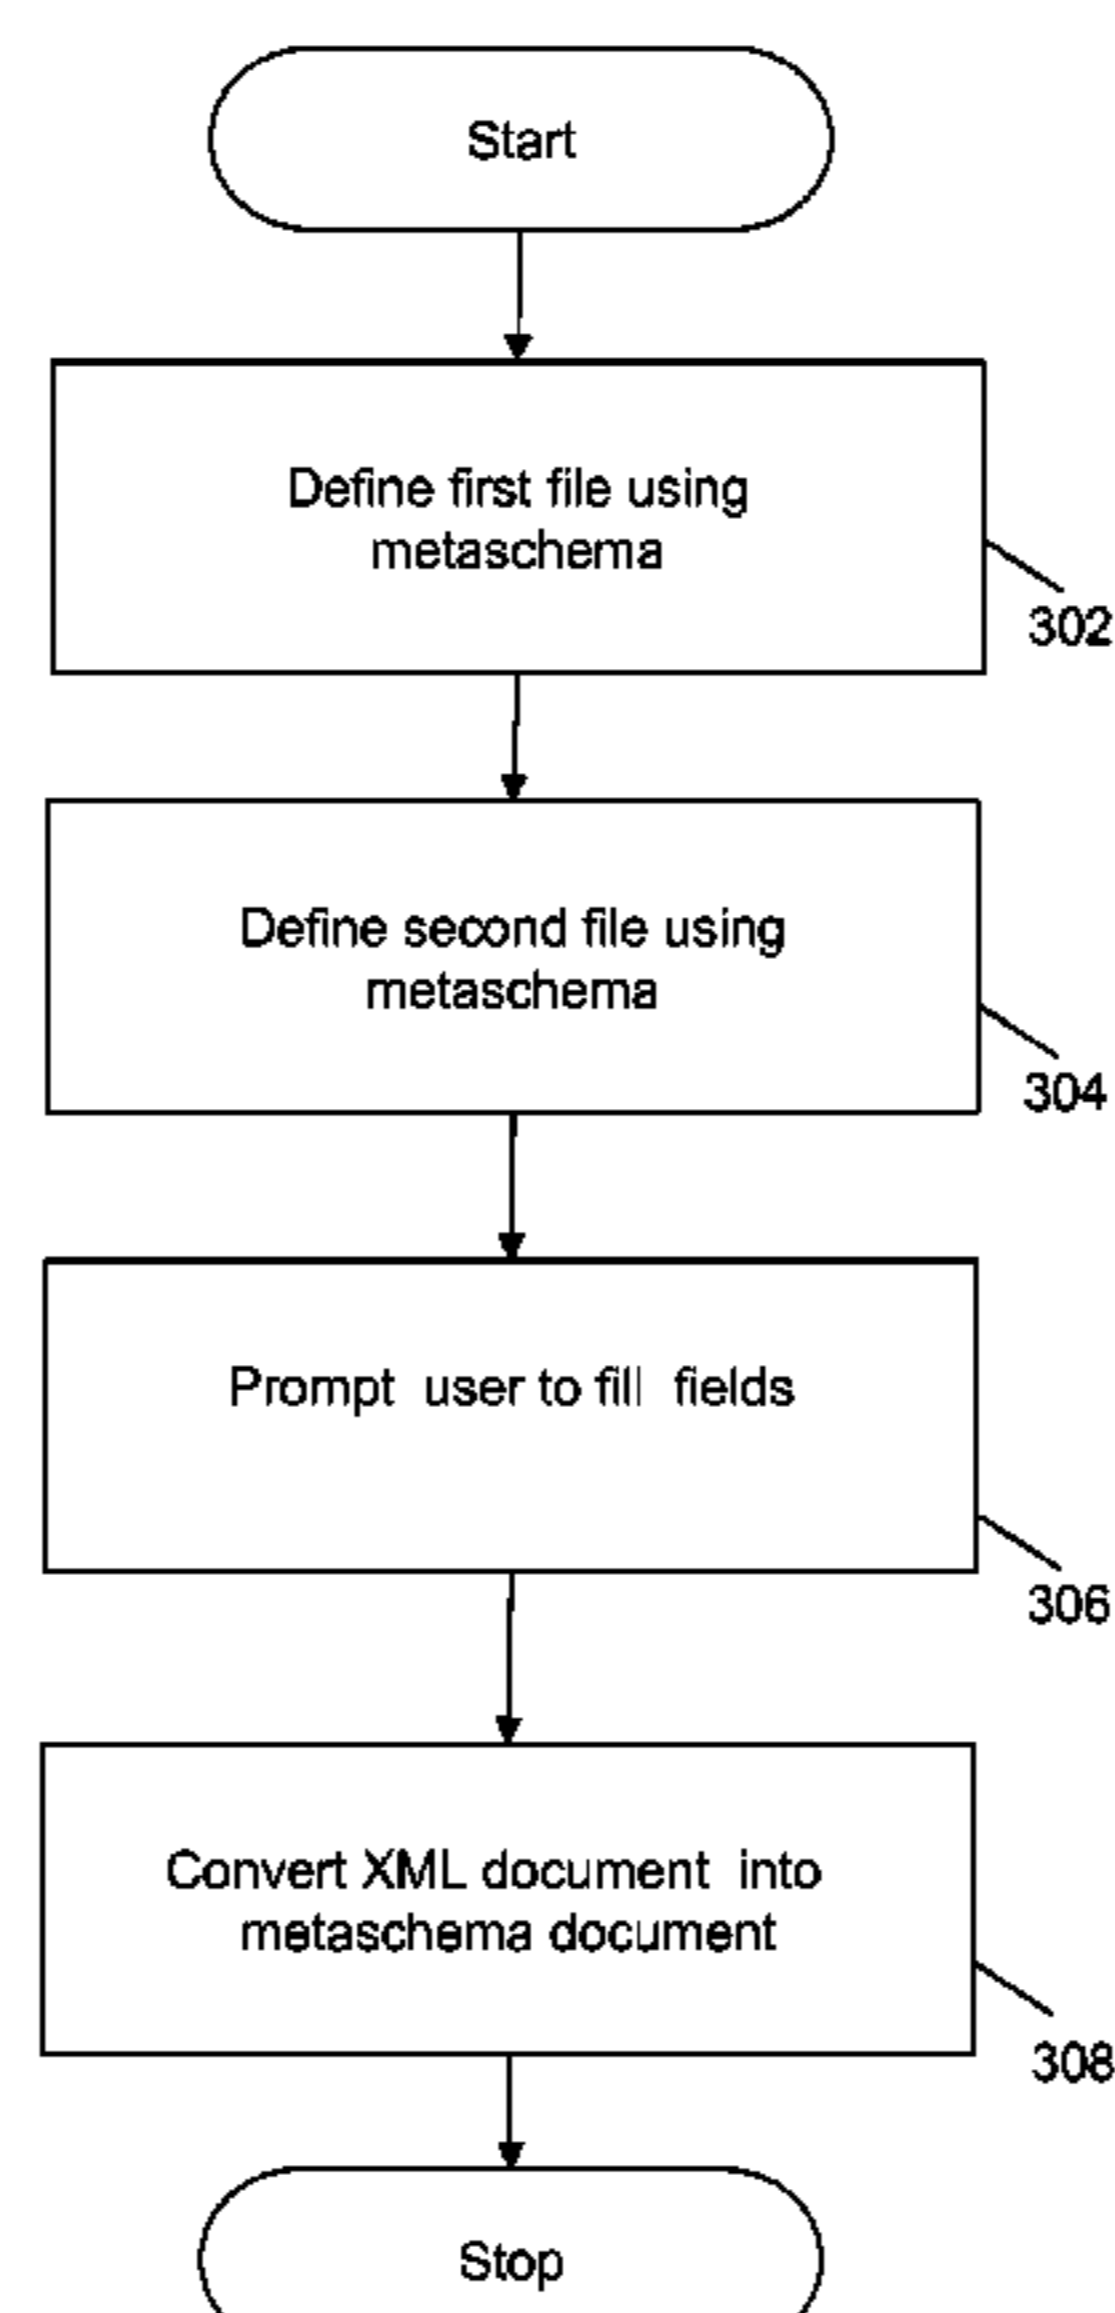 Start
Define first file using
metaschema
302
Define second file using
metaschema
304
Prompt user to fill fields
306
Convert XML document into
metaschema document
308
Stop